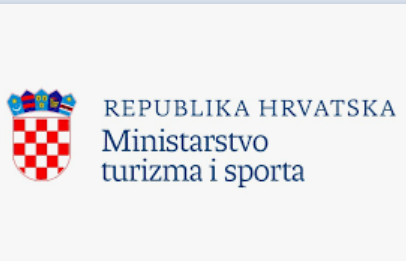 REPUBLIKA HRVATSKA
Ministarstvo
turizma i sporta